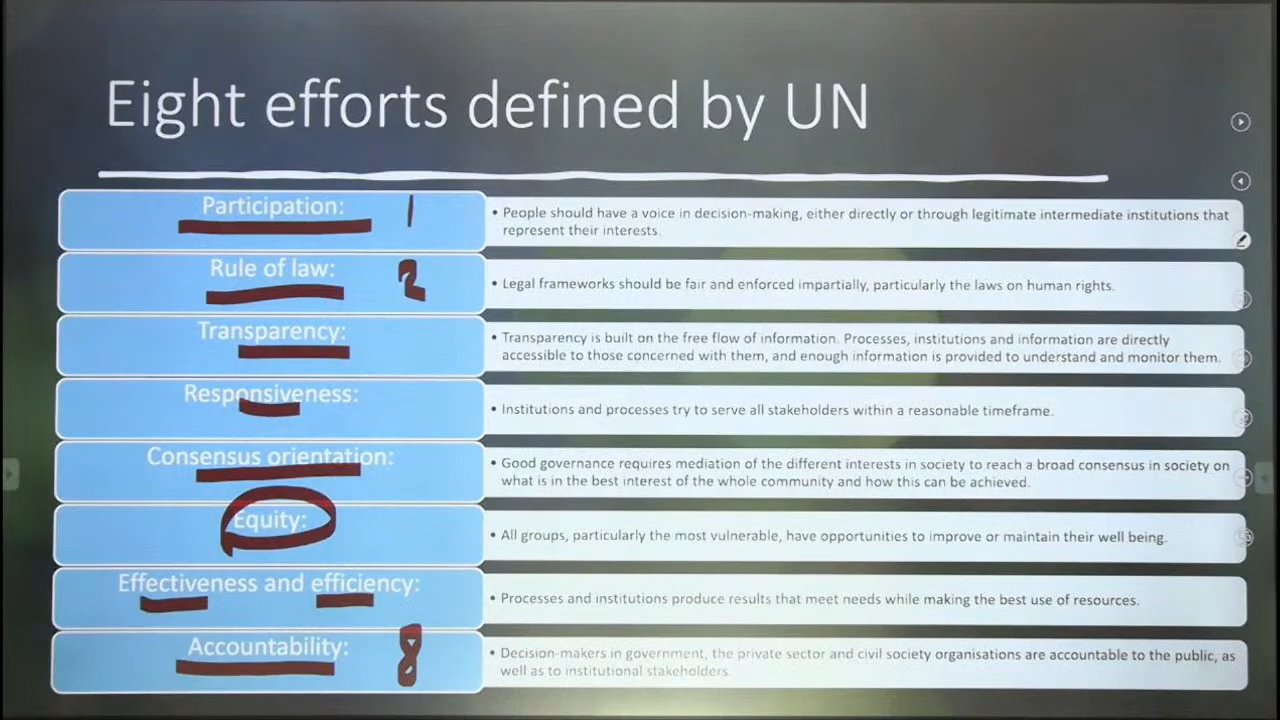 Eight efforts defined by UN
Participation:
1
• People should have a voice in decision-making, either directly or through legitimate intermediate institutions that
represent their interests.
Rule of law:
2
• Legal frameworks should be fair and enforced impartially, particularly the laws on human rights.
Transparency:
• Transparency is built on the free flow of information. Processes, institutions and information are directly
accessible to those concerned with them, and enough information is provided to understand and monitor them.
Responsiveness:
• Institutions and processes try to serve all stakeholders within a reasonable timeframe.
Consensus orientation:
• Good governance requires mediation of the different interests in society to reach a broad consensus in society on
what is in the best interest of the whole community and how this can be achieved.
Equity:
• All groups, particularly the most vulnerable, have opportunities to improve or maintain their well being.
Effectiveness and efficiency:
• Processes and institutions produce results that meet needs while making the best use of resources.
Accountability:
8
• Decision-makers in government, the private sector and civil society organisations are accountable to the public, as
well as to institutional stakeholders.